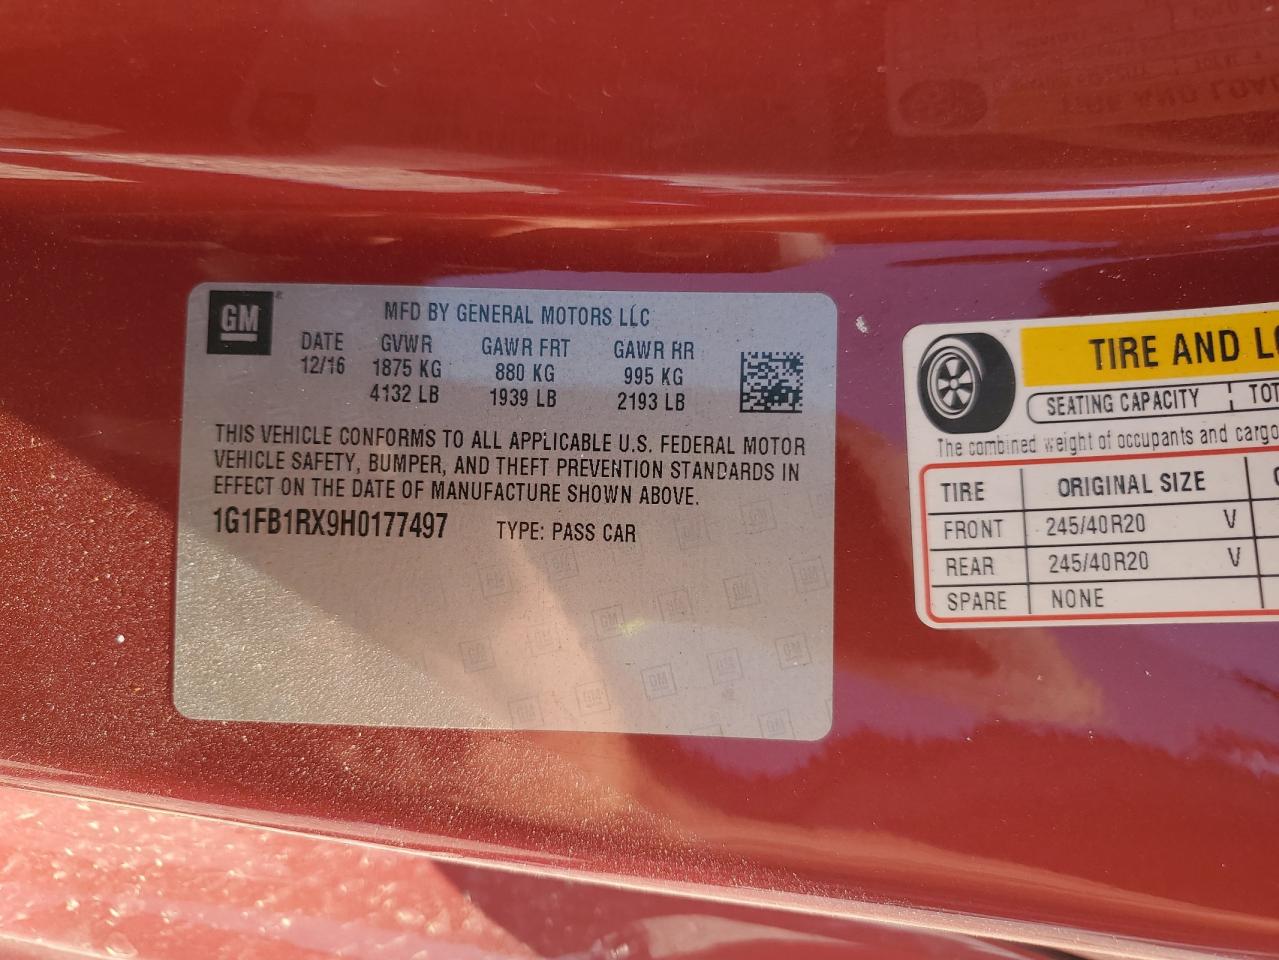 GM
MFD BY GENERAL MOTORS LLC
DATE GVWR GAWR FRT GAWR RR
12/16 1875 KG 880 KG 995 KG
4132 LB 1939 LB 2193 LB
THIS VEHICLE CONFORMS TO ALL APPLICABLE U.S. FEDERAL MOTOR
VEHICLE SAFETY, BUMPER, AND THEFT PREVENTION STANDARDS IN
EFFECT ON THE DATE OF MANUFACTURE SHOWN ABOVE.
1G1FB1RX9H0177497 TYPE: PASS CAR
TIRE AND LO
SEATING CAPACITY TOT
The combined weight of occupants and cargo
TIRE ORIGINAL SIZE
FRONT 245/40R20 V
REAR 245/40R20 V
SPARE NONE